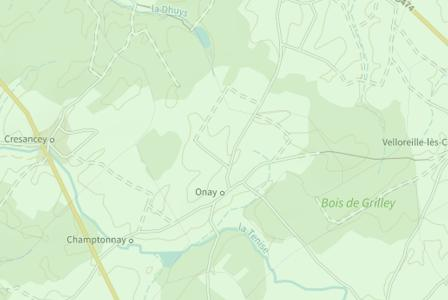 la Dhuys
Cresancey
Velloreille-lès-C
Onay
Bois de Grilley
Champtonnay
la Tenise